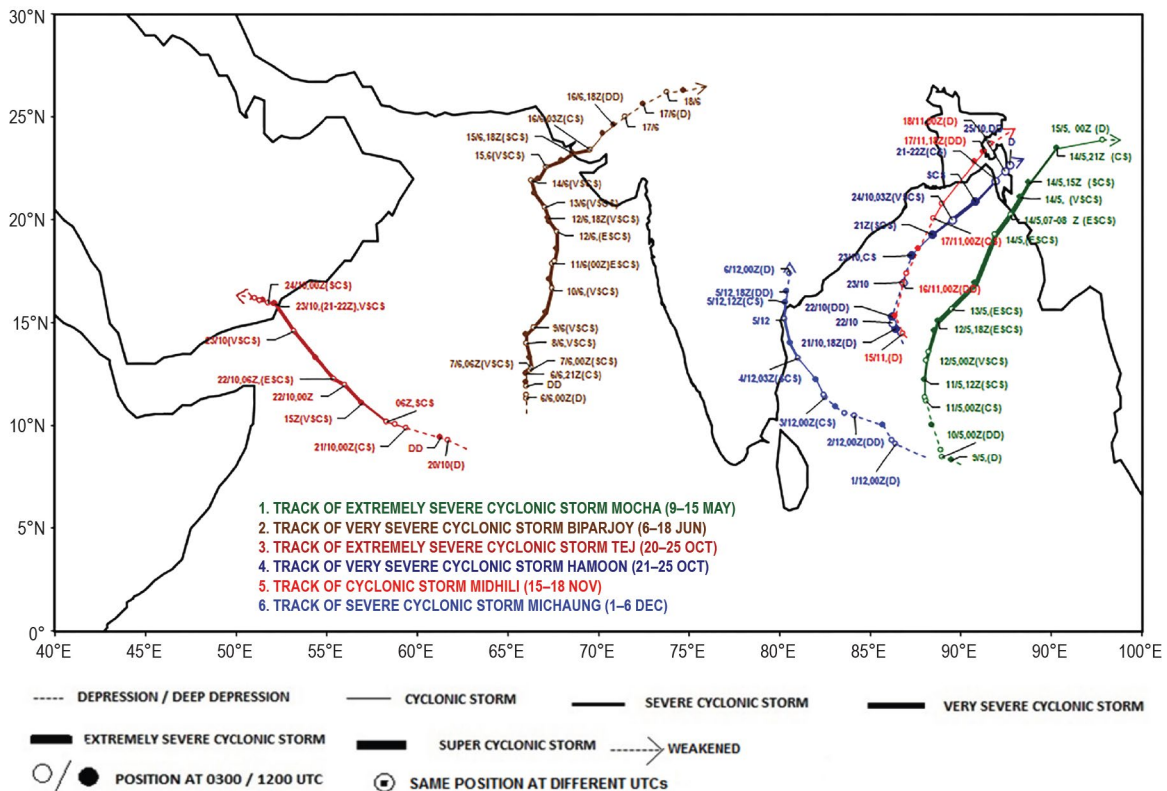 30°N
25°N
20°N
15°N
10°N
5°N
0°
40°E
45°E
50°E
55°E
60°E
65°E
70°E
75°E
80°E
85°E
90°E
95°E
100°E
24/10,00Z(SCS)
23/10,(21-22Z),VSCS
23/10(VSCS)
22/10,06Z,(ESCS)
22/10,00Z
15Z(VSCS)
06Z,SCS
21/10,00Z(CS)
DD
20/10(D)
16/6,18Z(DD)
18/6
17/6(D)
17/6
16/6,03Z(CS)
15/6,18Z(SCS)
15,6(VSCS)
14/6(VSCS)
13/6(VSCS)
12/6,18Z(VSCS)
12/6,(ESCS)
11/6(00Z)ESCS
10/6,(VSCS)
9/6(VSCS)
8/6,VSCS)
7/6,06Z(VSCS)
7/6,00Z(SCS)
6/6,21Z(CS)
DD
6/6,00Z(D)
18/11,00Z(D)
25/10,DD
17/11,18Z(DD)
D
21-22Z(CS)
SCS
24/10,03Z(VSCS)
21Z(SCS)
17/11,00Z(CS)
23/10,CS
23/10
16/11,00Z(DD)
22/10(DD)
22/10
21/10,18Z(D)
15/11,(D)
6/12,00Z(D)
5/12,18Z(DD)
5/12,12Z(CS)
5/12
4/12,03Z(SCS)
3/12,00Z(CS)
2/12,00Z(DD)
1/12,00Z(D)
15/5, 00Z (D)
14/5,21Z (CS)
14/5,15Z (SCS)
14/5, (VSCS)
14/5,07-08 Z (ESCS)
14/5,(ESCS)
13/5,(ESCS)
12/5,18Z(ESCS)
12/5,00Z(VSCS)
11/5,12Z(SCS)
11/5,00Z(CS)
10/5,00Z(DD)
9/5,(D)
1. TRACK OF EXTREMELY SEVERE CYCLONIC STORM MOCHA (9–15 MAY)
2. TRACK OF VERY SEVERE CYCLONIC STORM BIPARJOY (6–18 JUN)
3. TRACK OF EXTREMELY SEVERE CYCLONIC STORM TEJ (20–25 OCT)
4. TRACK OF VERY SEVERE CYCLONIC STORM HAMOON (21–25 OCT)
5. TRACK OF CYCLONIC STORM MIDHILI (15–18 NOV)
6. TRACK OF SEVERE CYCLONIC STORM MICHAUNG (1–6 DEC)
DEPRESSION / DEEP DEPRESSION
CYCLONIC STORM
SEVERE CYCLONIC STORM
VERY SEVERE CYCLONIC STORM
EXTREMELY SEVERE CYCLONIC STORM
SUPER CYCLONIC STORM
WEAKENED
POSITION AT 0300 / 1200 UTC
SAME POSITION AT DIFFERENT UTCs